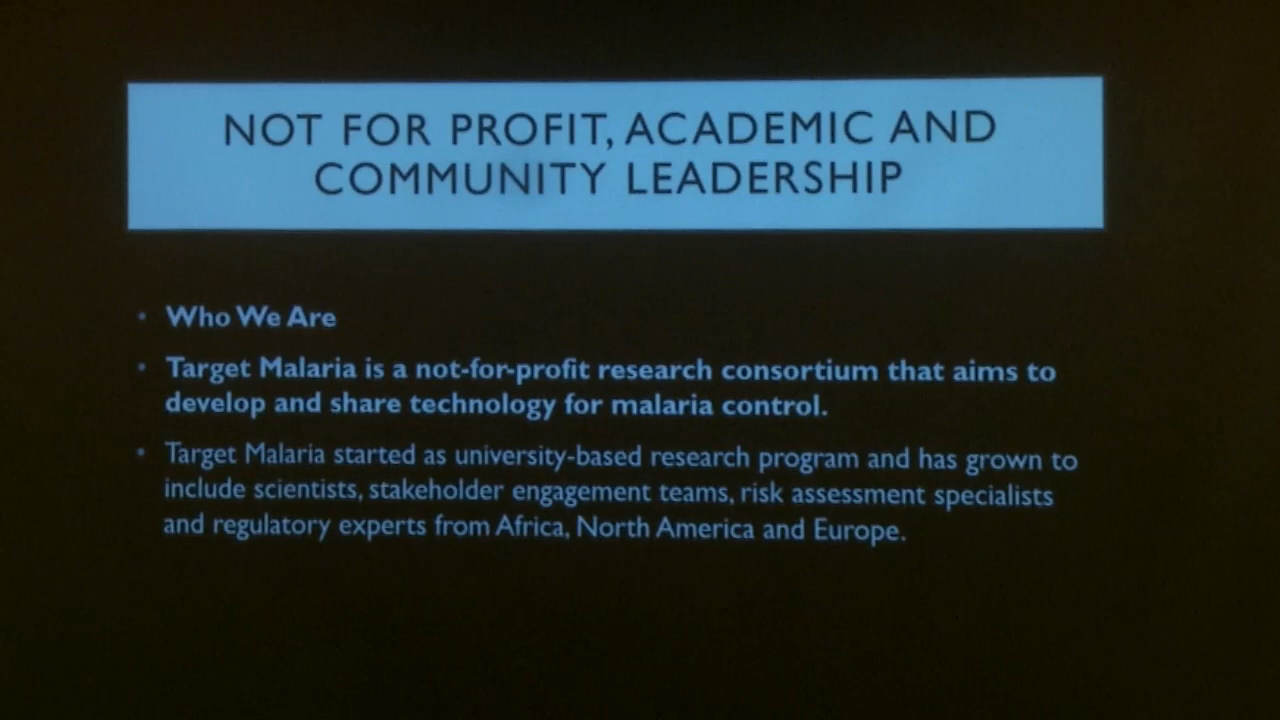 NOT FOR PROFIT, ACADEMIC AND
COMMUNITY LEADERSHIP
• Who We Are
• Target Malaria is a not-for-profit research consortium that aims to
develop and share technology for malaria control.
• Target Malaria started as university-based research program and has grown to
include scientists, stakeholder engagement teams, risk assessment specialists
and regulatory experts from Africa, North America and Europe.